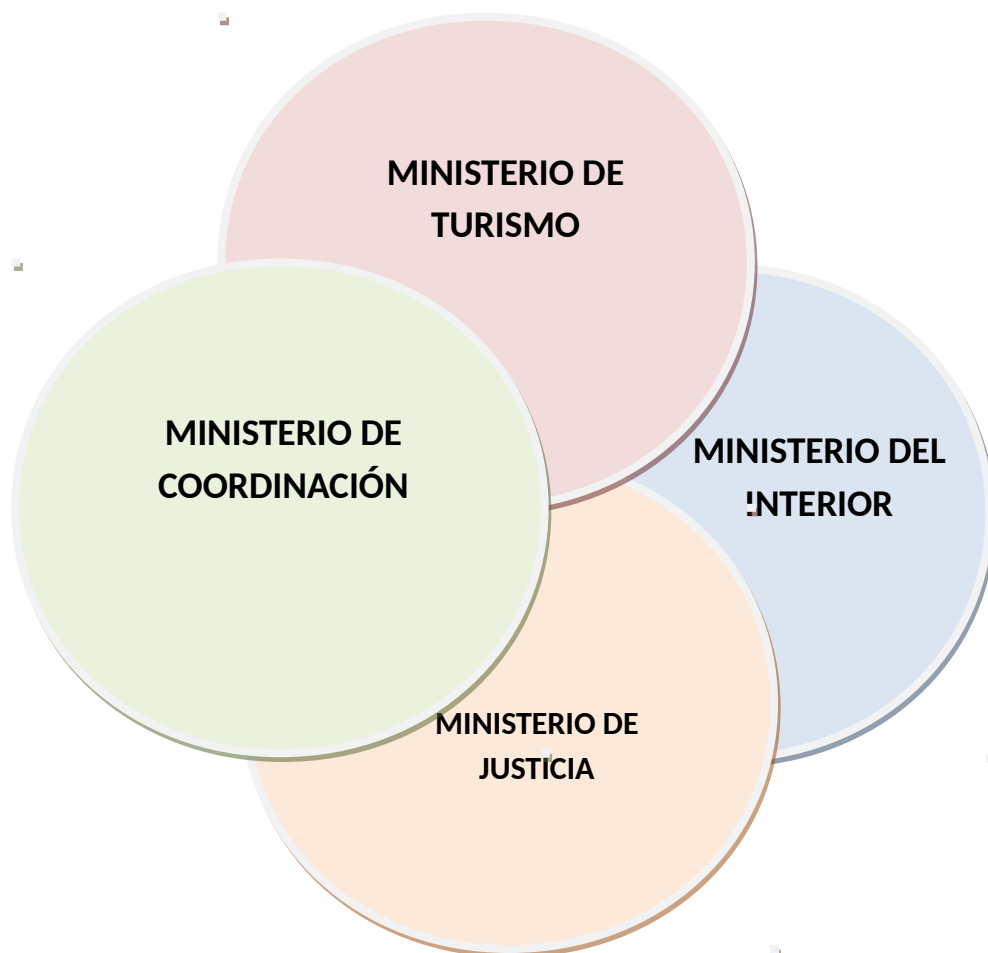 MINISTERIO DE
TURISMO
MINISTERIO DE
COORDINACIÓN
MINISTERIO DEL
INTERIOR
MINISTERIO DE
JUSTICIA